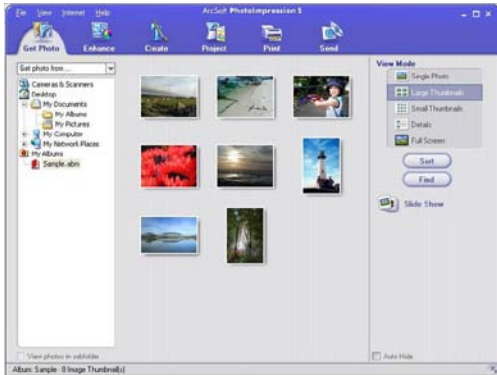 File View Internet Help
ArcSoft PhotoImpression 5
Get Photo Enhance Create Project Print Send
Get photo from...
Cameras & Scanners
Desktop
My Documents
My Albums
My Pictures
My Computer
My Network Places
My Albums
Sample.abm
View Mode
Single Photo
Large Thumbnails
Small Thumbnails
Details
Full Screen
Sort
Find
Slide Show
View photos in subfolder
Auto Hide
Album: Sample - 8 Image Thumbnail(s)